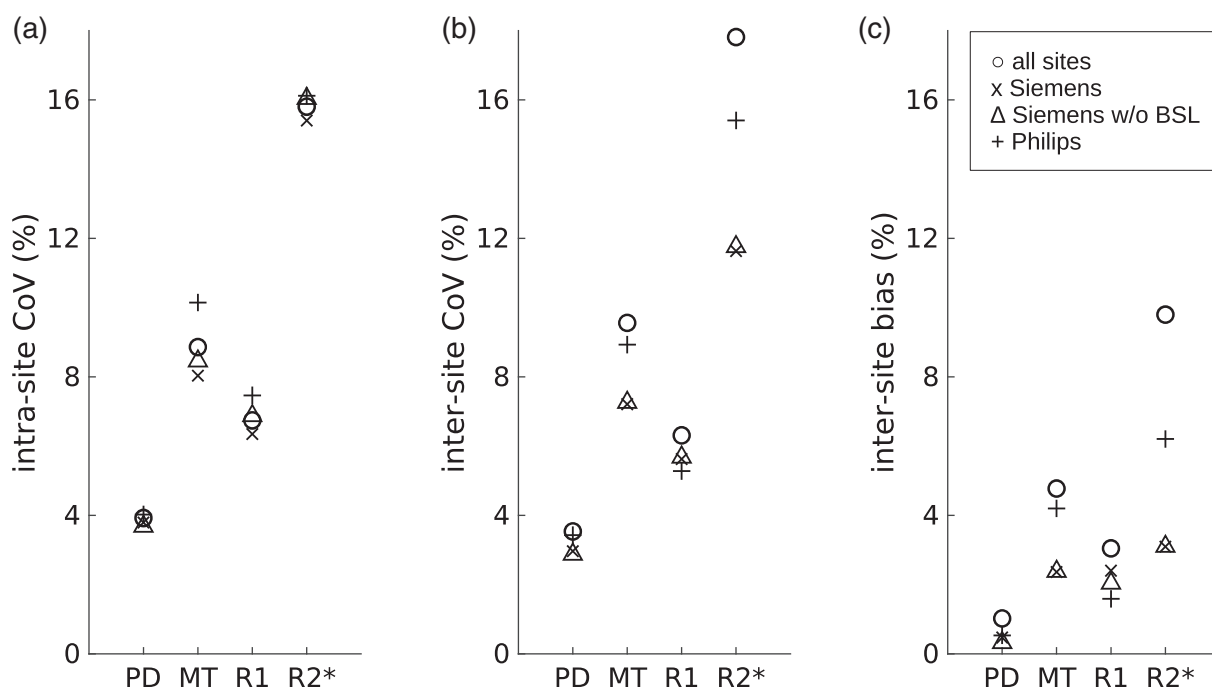 (a)
intra-site CoV (%)
16
12
8
4
0
PD MT R1 R2*
(b)
inter-site CoV (%)
16
12
8
4
0
PD MT R1 R2*
(c)
inter-site bias (%)
16
12
8
4
0
PD MT R1 R2*
○ all sites
x Siemens
Δ Siemens w/o BSL
+ Philips